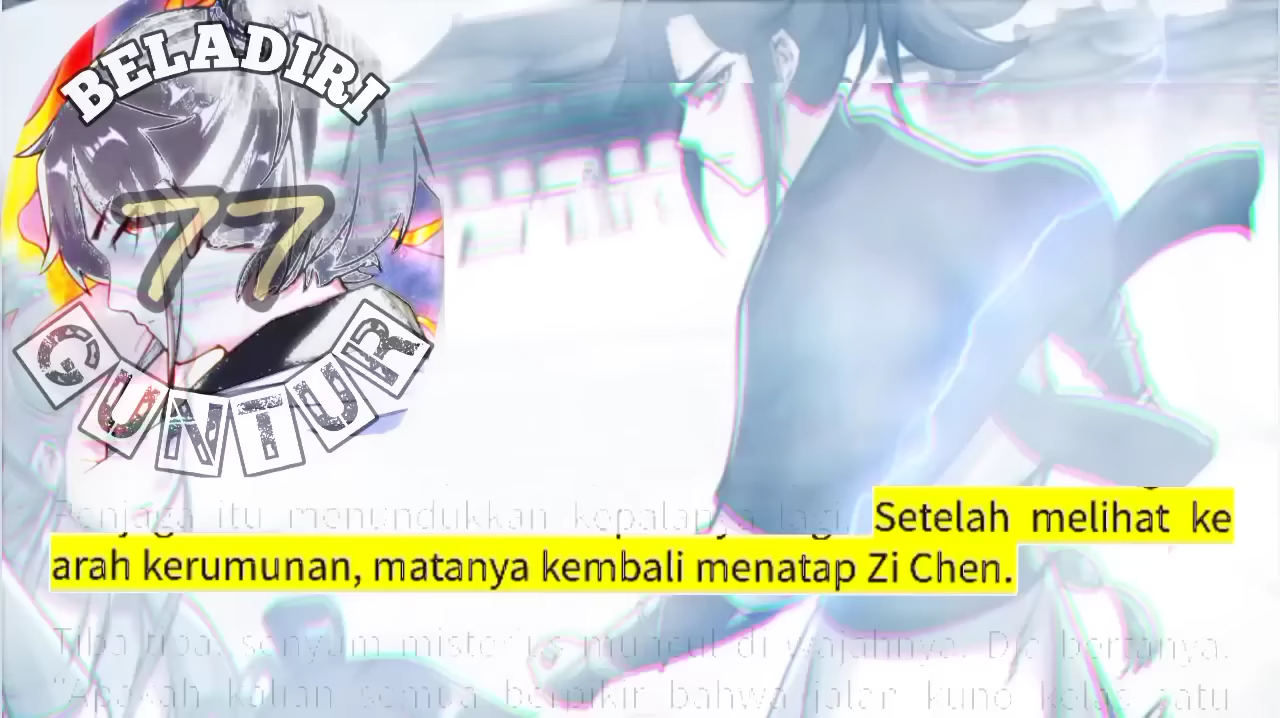 BELADIRI
77
GUNTUR
Penjaga itu menundukkan kepalanya lagi. Setelah melihat ke
arah kerumunan, matanya kembali menatap Zi Chen.
Tiba-tiba, senyum misterius muncul di wajahnya. Dia bertanya.
"Apakah kalian semua berpikir bahwa jalan kuno kelas satu